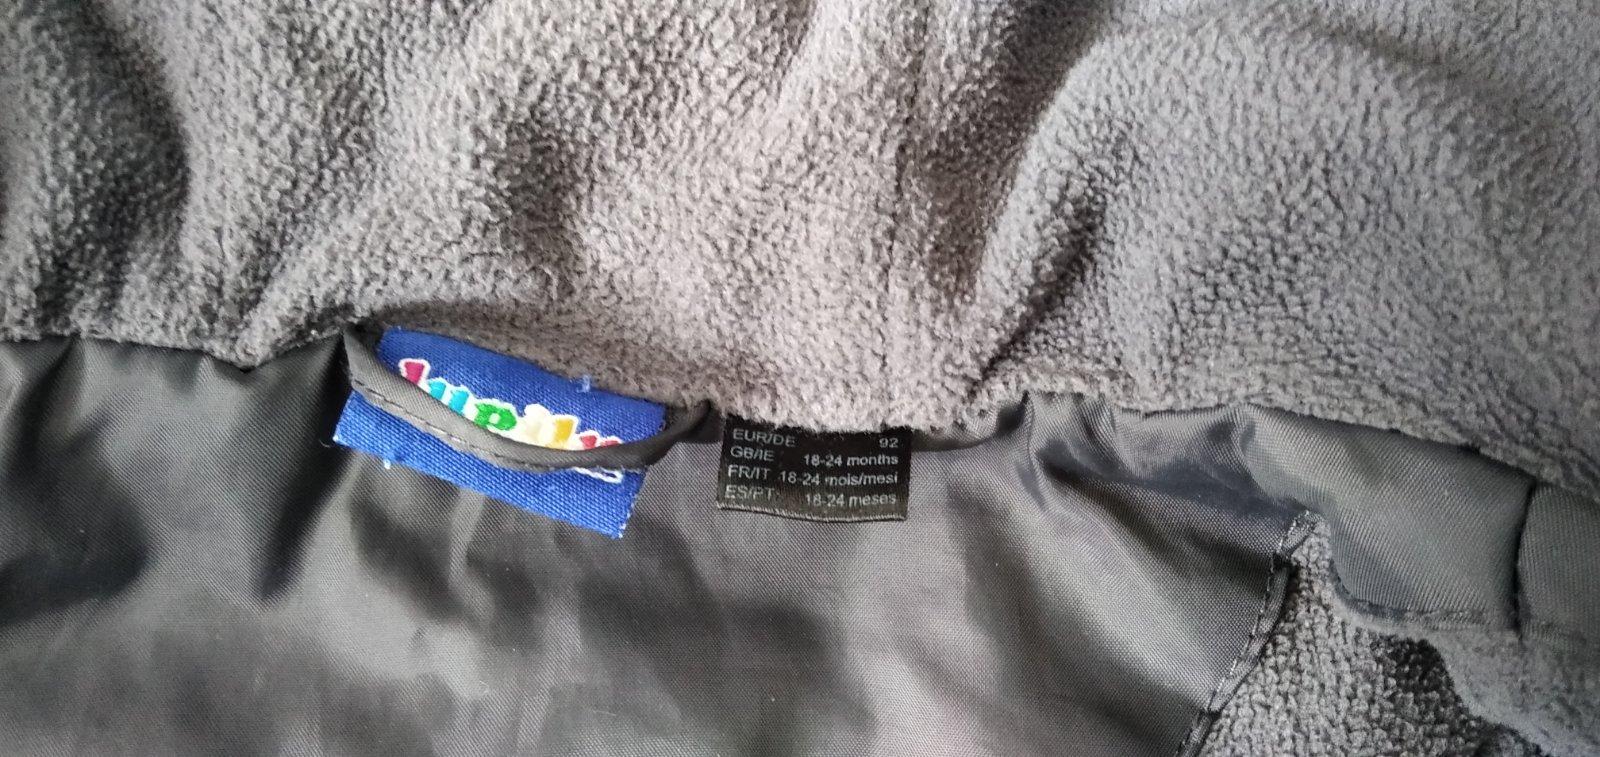 lupilu
EUR/DE 92
GB/IE 18-24 months
FR/IT 18-24 mois/mesi
ES/PT 18-24 meses